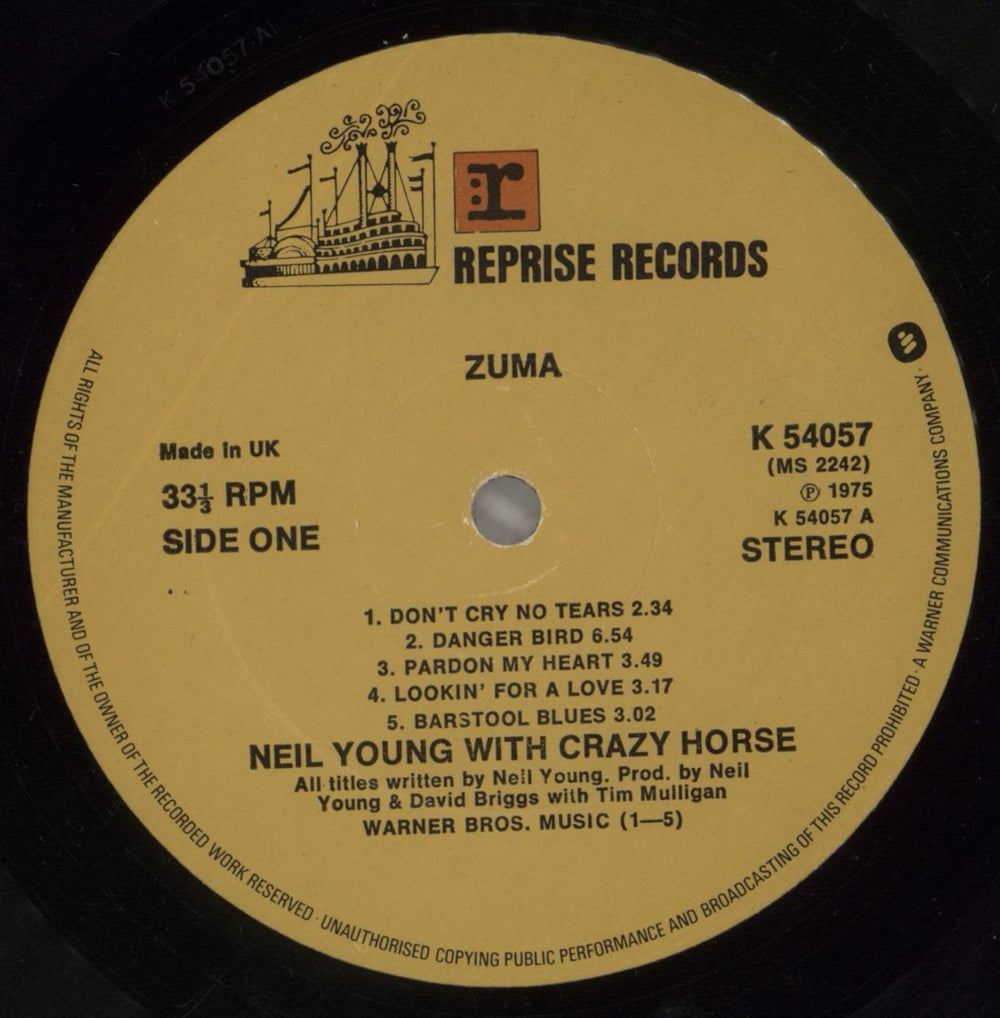 K 54057·A1
r
REPRISE RECORDS
ZUMA
Made in UK
33⅓ RPM
SIDE ONE
K 54057
(MS 2242)
℗ 1975
K 54057 A
STEREO
1. DON'T CRY NO TEARS 2.34
2. DANGER BIRD 6.54
3. PARDON MY HEART 3.49
4. LOOKIN' FOR A LOVE 3.17
5. BARSTOOL BLUES 3.02
NEIL YOUNG WITH CRAZY HORSE
All titles written by Neil Young. Prod. by Neil
Young & David Briggs with Tim Mulligan
WARNER BROS. MUSIC (1—5)
ALL RIGHTS OF THE MANUFACTURER AND OF THE OWNER OF THE RECORDED WORK RESERVED · UNAUTHORISED COPYING PUBLIC PERFORMANCE AND BROADCASTING OF THIS RECORD PROHIBITED · A WARNER COMMUNICATIONS COMPANY ·